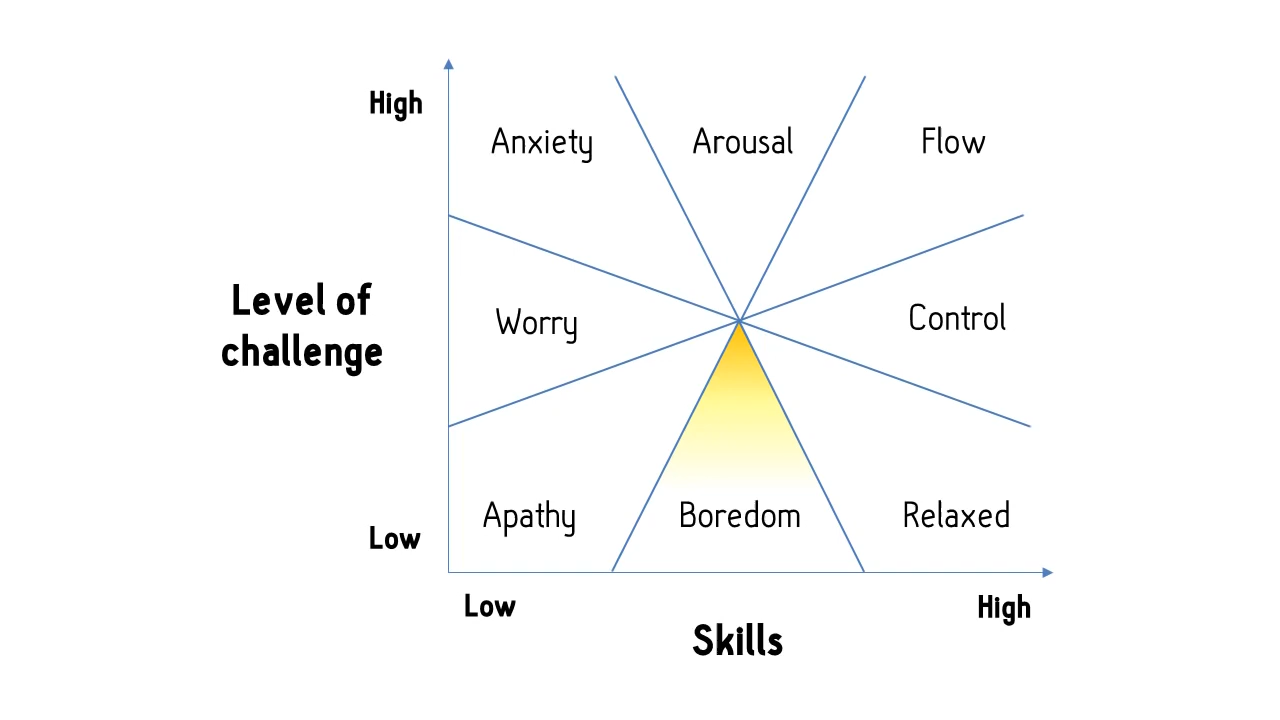 High
Anxiety
Arousal
Flow
Level of
challenge
Worry
Control
Apathy
Boredom
Relaxed
Low
Low
High
Skills